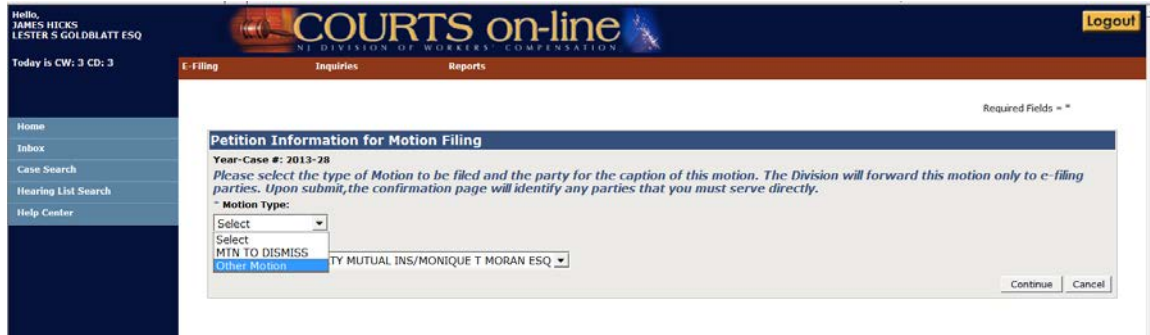 Hello,
JAMES HICKS
LESTER S GOLDBLATT ESQ
COURTS on-line
NJ DIVISION OF WORKERS' COMPENSATION
Logout
Today is CW: 3 CD: 3
E-Filing Inquiries Reports
Required Fields = *
Home
Inbox
Case Search
Hearing List Search
Help Center
Petition Information for Motion Filing
Year-Case #: 2013-28
Please select the type of Motion to be filed and the party for the caption of this motion. The Division will forward this motion only to e-filing
parties. Upon submit,the confirmation page will identify any parties that you must serve directly.
* Motion Type:
Select
Select
MTN TO DISMISS
Other Motion
TY MUTUAL INS/MONIQUE T MORAN ESQ
Continue Cancel